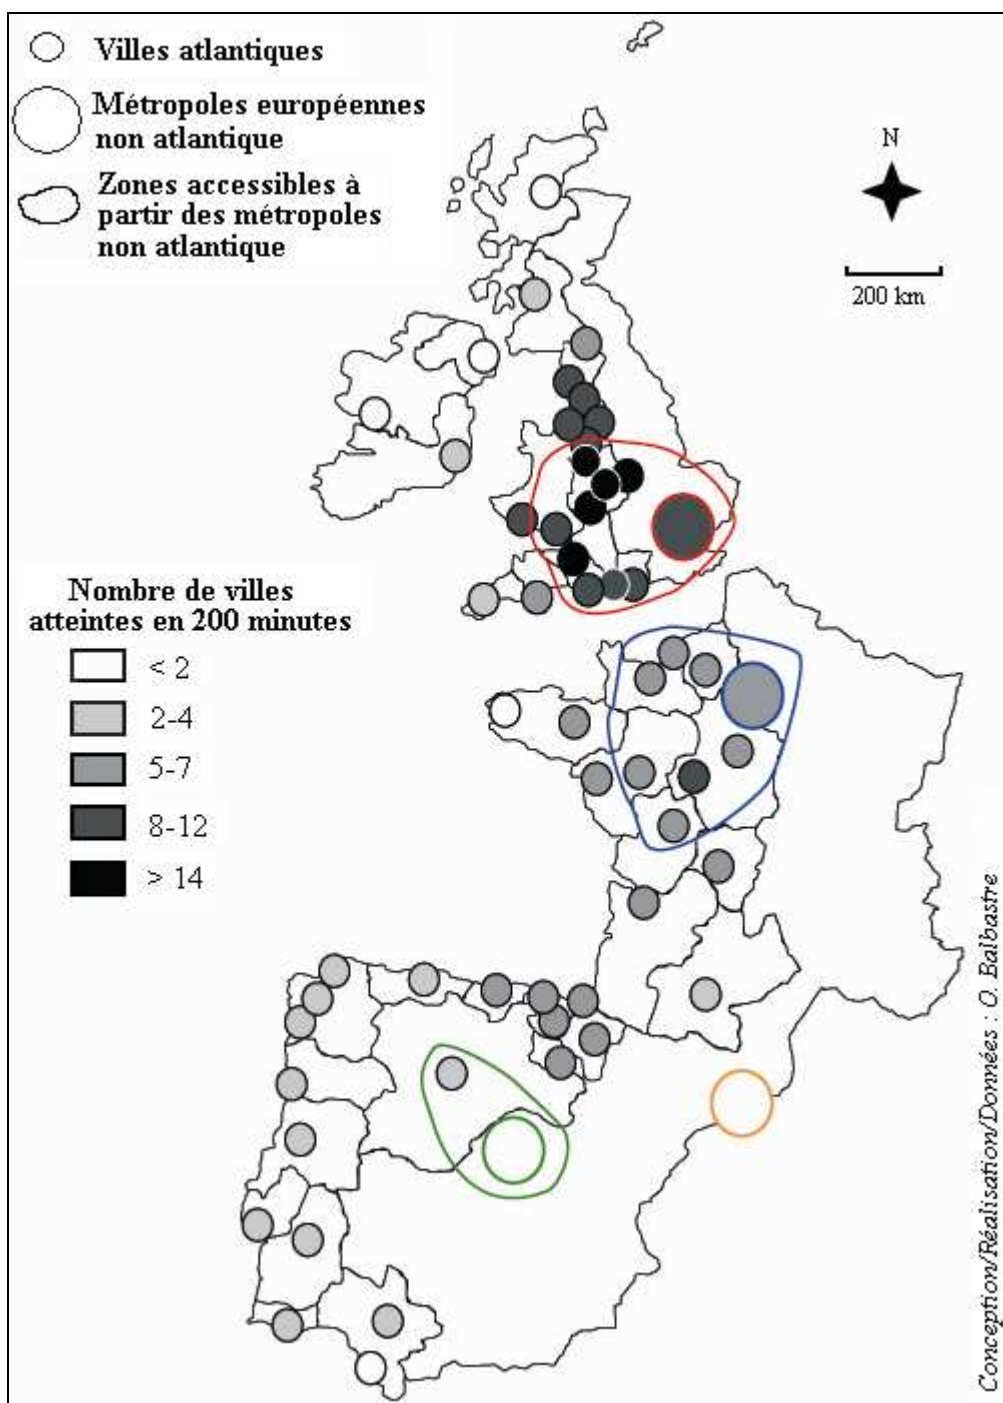 Villes atlantiques
Métropoles européennes
non atlantique
Zones accessibles à
partir des métropoles
non atlantique
N
200 km
Nombre de villes
atteintes en 200 minutes
< 2
2-4
5-7
8-12
> 14
Conception/Réalisation/Données : O. Balbastre